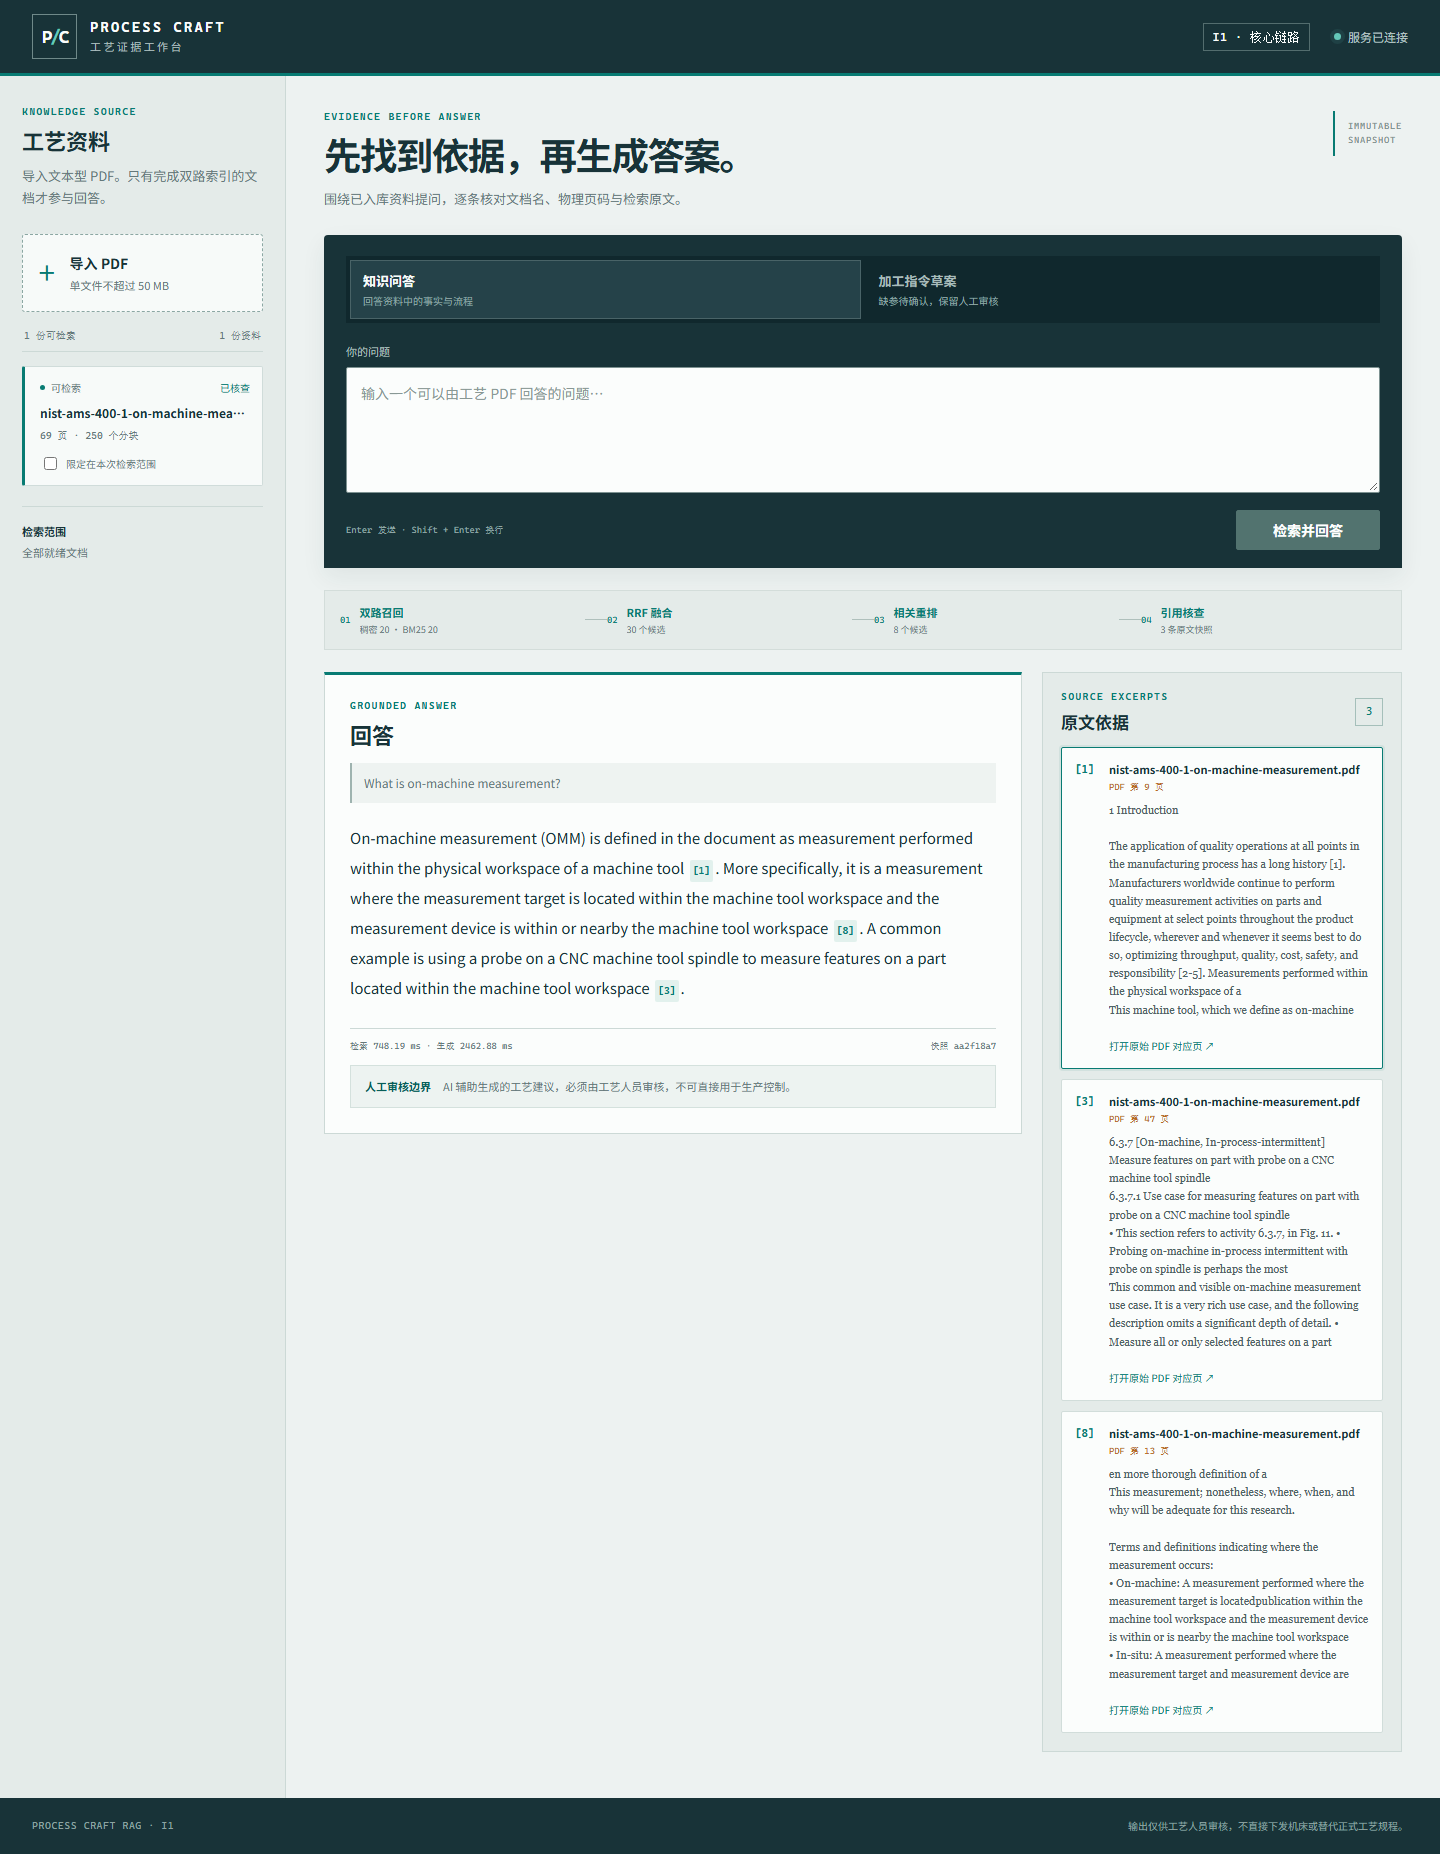 P/C
PROCESS CRAFT
工艺证据工作台
I1 · 核心链路
服务已连接
KNOWLEDGE SOURCE
工艺资料
导入文本型 PDF。只有完成双路索引的文
档才参与回答。
+
导入 PDF
单文件不超过 50 MB
1 份可检索
1 份资料
可检索
已核查
nist-ams-400-1-on-machine-mea…
69 页 · 250 个分块
限定在本次检索范围
检索范围
全部就绪文档
EVIDENCE BEFORE ANSWER
先找到依据，再生成答案。
围绕已入库资料提问，逐条核对文档名、物理页码与检索原文。
IMMUTABLE
SNAPSHOT
知识问答
回答资料中的事实与流程
加工指令草案
缺参待确认，保留人工审核
你的问题
输入一个可以由工艺 PDF 回答的问题…
Enter 发送 · Shift + Enter 换行
检索并回答
01 双路召回
稠密 20 · BM25 20
02 RRF 融合
30 个候选
03 相关重排
8 个候选
04 引用核查
3 条原文快照
GROUNDED ANSWER
回答
What is on-machine measurement?
On-machine measurement (OMM) is defined in the document as measurement performed
within the physical workspace of a machine tool [1] . More specifically, it is a measurement
where the measurement target is located within the machine tool workspace and the
measurement device is within or nearby the machine tool workspace [8] . A common
example is using a probe on a CNC machine tool spindle to measure features on a part
located within the machine tool workspace [3] .
检索 748.19 ms · 生成 2462.88 ms
快照 aa2f18a7
人工审核边界 AI 辅助生成的工艺建议，必须由工艺人员审核，不可直接用于生产控制。
SOURCE EXCERPTS
原文依据
3
[1] nist-ams-400-1-on-machine-measurement.pdf
PDF 第 9 页
1 Introduction
The application of quality operations at all points in
the manufacturing process has a long history [1].
Manufacturers worldwide continue to perform
quality measurement activities on parts and
equipment at select points throughout the product
lifecycle, wherever and whenever it seems best to do
so, optimizing throughput, quality, cost, safety, and
responsibility [2-5]. Measurements performed within
the physical workspace of a
This machine tool, which we define as on-machine
打开原始 PDF 对应页 ↗
[3] nist-ams-400-1-on-machine-measurement.pdf
PDF 第 47 页
6.3.7 [On-machine, In-process-intermittent]
Measure features on part with probe on a CNC
machine tool spindle
6.3.7.1 Use case for measuring features on part with
probe on a CNC machine tool spindle
• This section refers to activity 6.3.7, in Fig. 11. •
Probing on-machine in-process intermittent with
probe on spindle is perhaps the most
This common and visible on-machine measurement
use case. It is a very rich use case, and the following
description omits a significant depth of detail. •
Measure all or only selected features on a part
打开原始 PDF 对应页 ↗
[8] nist-ams-400-1-on-machine-measurement.pdf
PDF 第 13 页
en more thorough definition of a
This measurement; nonetheless, where, when, and
why will be adequate for this research.
Terms and definitions indicating where the
measurement occurs:
• On-machine: A measurement performed where the
measurement target is locatedpublication within the
machine tool workspace and the measurement device
is within or is nearby the machine tool workspace
• In-situ: A measurement performed where the
measurement target and measurement device are
打开原始 PDF 对应页 ↗
PROCESS CRAFT RAG · I1
输出仅供工艺人员审核，不直接下发机床或替代正式工艺规程。